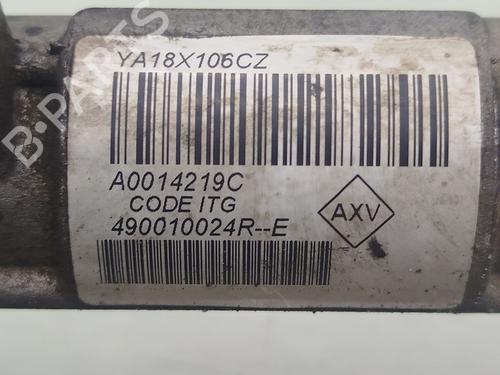 YA18X106CZ
A0014219C
CODE ITG
AXV
490010024R--E
B-PARTS